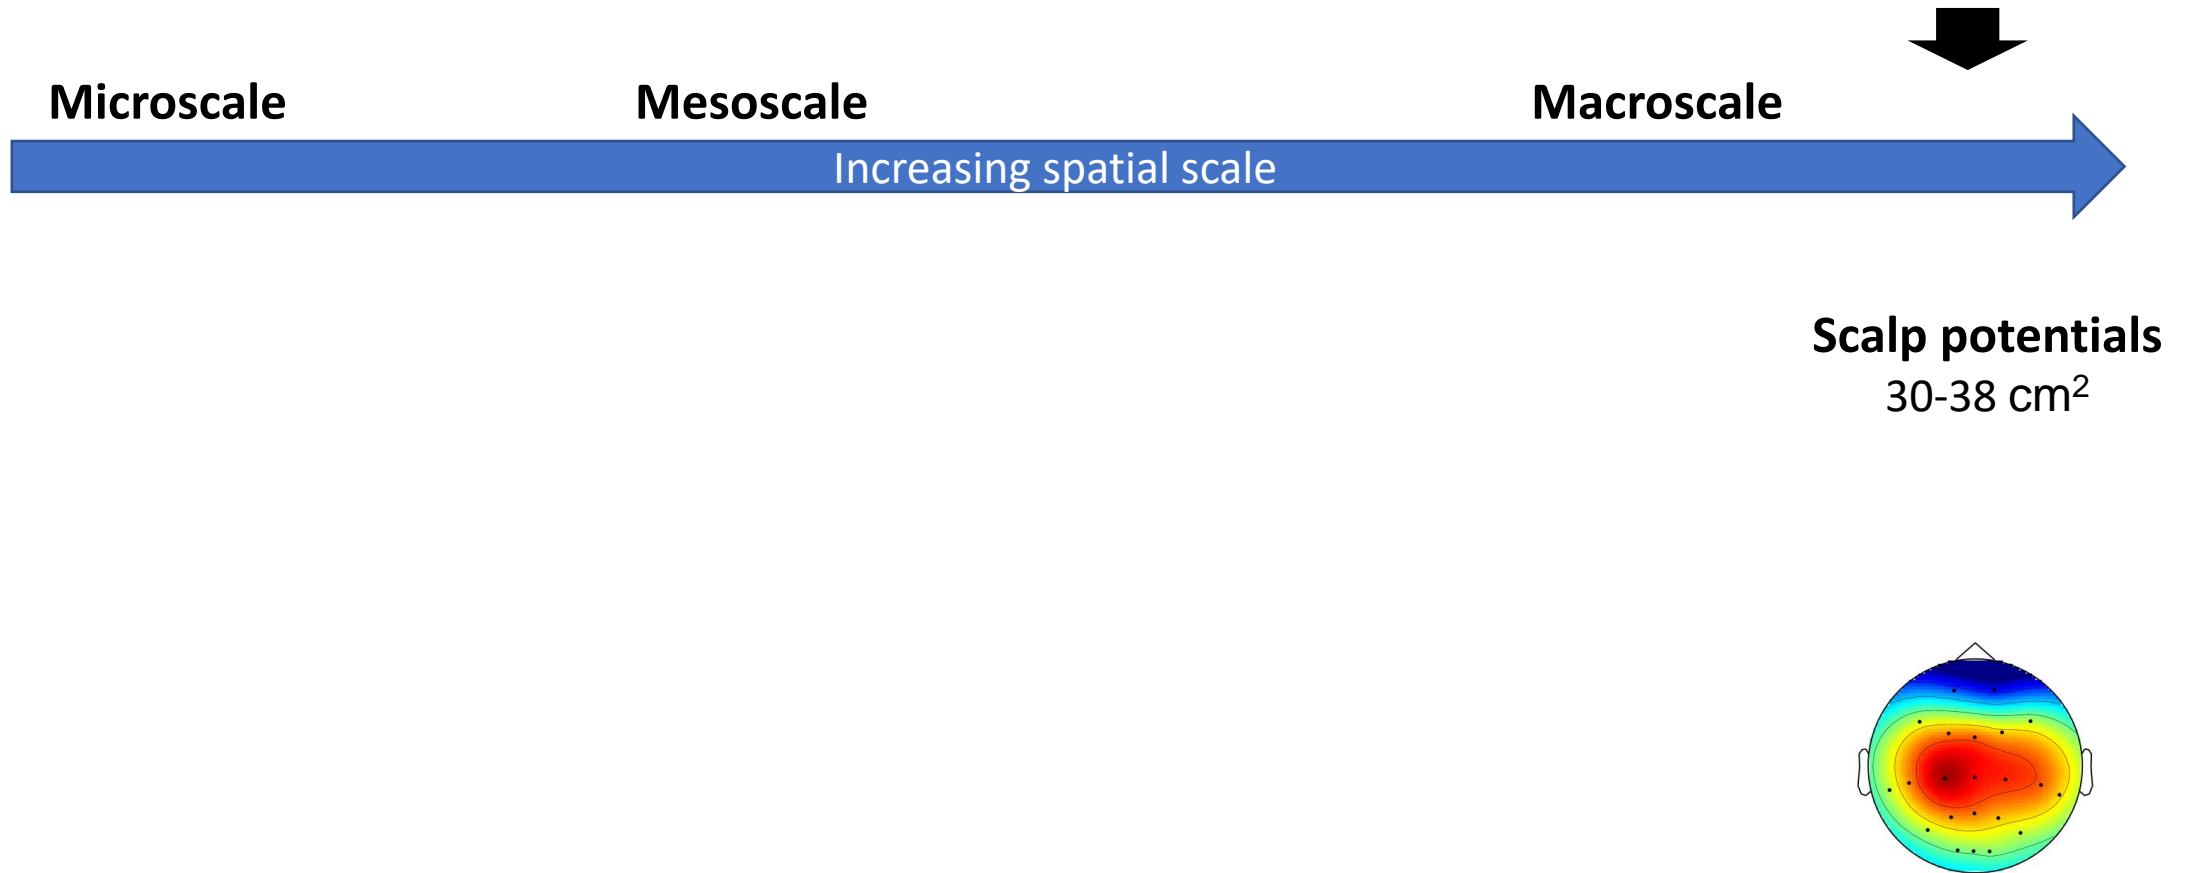 Microscale Mesoscale Macroscale
Increasing spatial scale
Scalp potentials
30-38 cm²